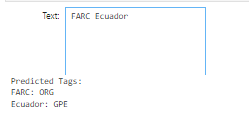 Text: FARC Ecuador
Predicted Tags:
FARC: ORG
Ecuador: GPE